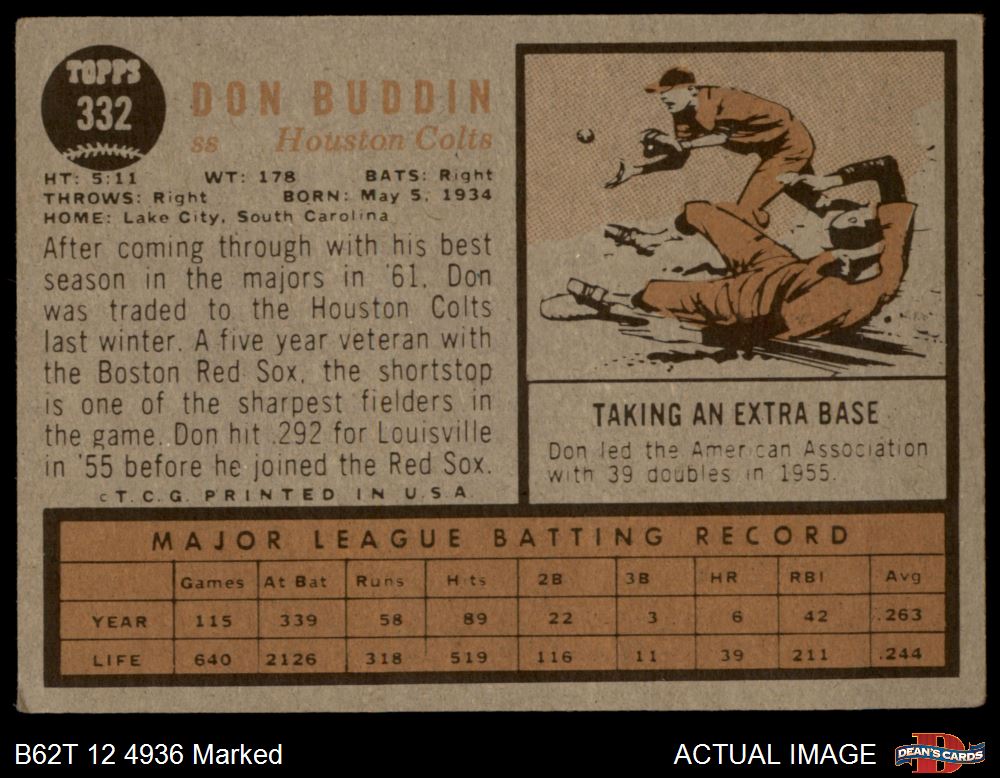 TOPPS
332
DON BUDDIN
ss Houston Colts
HT: 5:11 WT: 178 BATS: Right
THROWS: Right BORN: May 5, 1934
HOME: Lake City, South Carolina
After coming through with his best
season in the majors in '61, Don
was traded to the Houston Colts
last winter. A five year veteran with
the Boston Red Sox, the shortstop
is one of the sharpest fielders in
the game. Don hit .292 for Louisville
in '55 before he joined the Red Sox.
©T.C.G. PRINTED IN U.S.A.
TAKING AN EXTRA BASE
Don led the American Association
with 39 doubles in 1955.
MAJOR LEAGUE BATTING RECORD
Games At Bat Runs Hits 2B 3B HR RBI Avg
YEAR 115 339 58 89 22 3 6 42 .263
LIFE 640 2126 318 519 116 11 39 211 .244
B62T 12 4936 Marked
ACTUAL IMAGE
DEAN'S CARDS